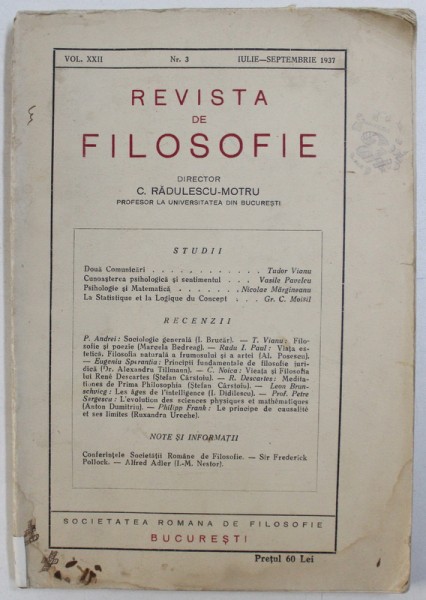 VOL. XXII Nr. 3 IULIE—SEPTEMBRIE 1937
REVISTA
DE
FILOSOFIE
DIRECTOR
C. RĂDULESCU-MOTRU
PROFESOR LA UNIVERSITATEA DIN BUCUREȘTI
STUDII
Două Comunicări . . . . . . . . . . . . Tudor Vianu
Cunoașterea psihologică și sentimentul . . . Vasile Pavelcu
Psihologie și Matematică . . . . . . . Nicolae Mărgineanu
La Statistique et la Logique du Concept . . . Gr. C. Moisil
RECENZII
P. Andrei: Sociologie generală (I. Brucăr). — T. Vianu: Filo-
sofie și poezie (Marcela Bedreag). — Radu I. Paul: Viața es-
tetică, Filosofia naturală a frumosului și a artei (Al. Posescu).
— Eugeniu Sperantia: Principii fundamentale de filosofie juri-
dică (Dr. Alexandru Tillmann). — C. Noica: Vieața și Filosofia
lui René Descartes (Ștefan Cârstoiu). — R. Descartes: Medita-
tiones de Prima Philosophia (Ștefan Cârstoiu). — Leon Brun-
schvicg: Les âges de l'intelligence (I. Didilescu). — Prof. Petre
Sergescu: L'evolution des sciences physiques et mathématiques
(Anton Dumitriu). — Philipp Frank: Le principe de causalité
et ses limites (Ruxandra Ureche).
NOTE ȘI INFORMAȚII
Conferințele Societății Române de Filosofie. — Sir Frederick
Pollock. — Alfred Adler (I.-M. Nestor).
SOCIETATEA ROMANA DE FILOSOFIE
BUCUREȘTI
Prețul 60 Lei